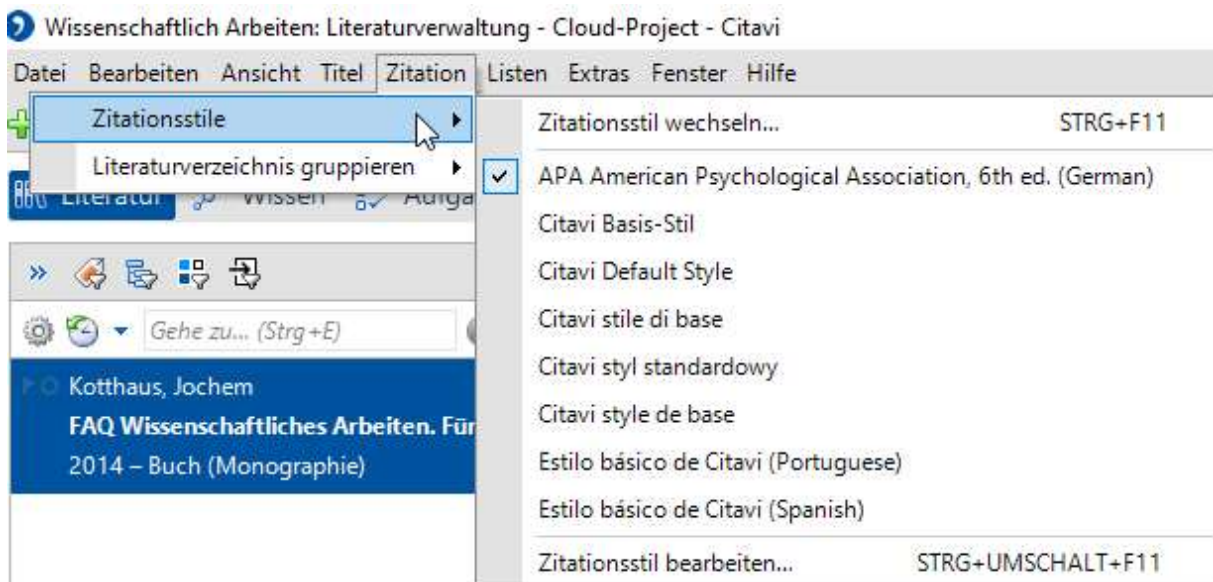 Wissenschaftlich Arbeiten: Literaturverwaltung - Cloud-Project - Citavi
Datei Bearbeiten Ansicht Titel Zitation Listen Extras Fenster Hilfe
Zitationsstile
Literaturverzeichnis gruppieren
Zitationsstil wechseln... STRG+F11
APA American Psychological Association, 6th ed. (German)
Citavi Basis-Stil
Citavi Default Style
Citavi stile di base
Citavi styl standardowy
Citavi style de base
Estilo básico de Citavi (Portuguese)
Estilo básico de Citavi (Spanish)
Zitationsstil bearbeiten... STRG+UMSCHALT+F11
Literatur Wissen Aufga
Gehe zu... (Strg+E)
Kotthaus, Jochem
FAQ Wissenschaftliches Arbeiten. Für
2014 – Buch (Monographie)